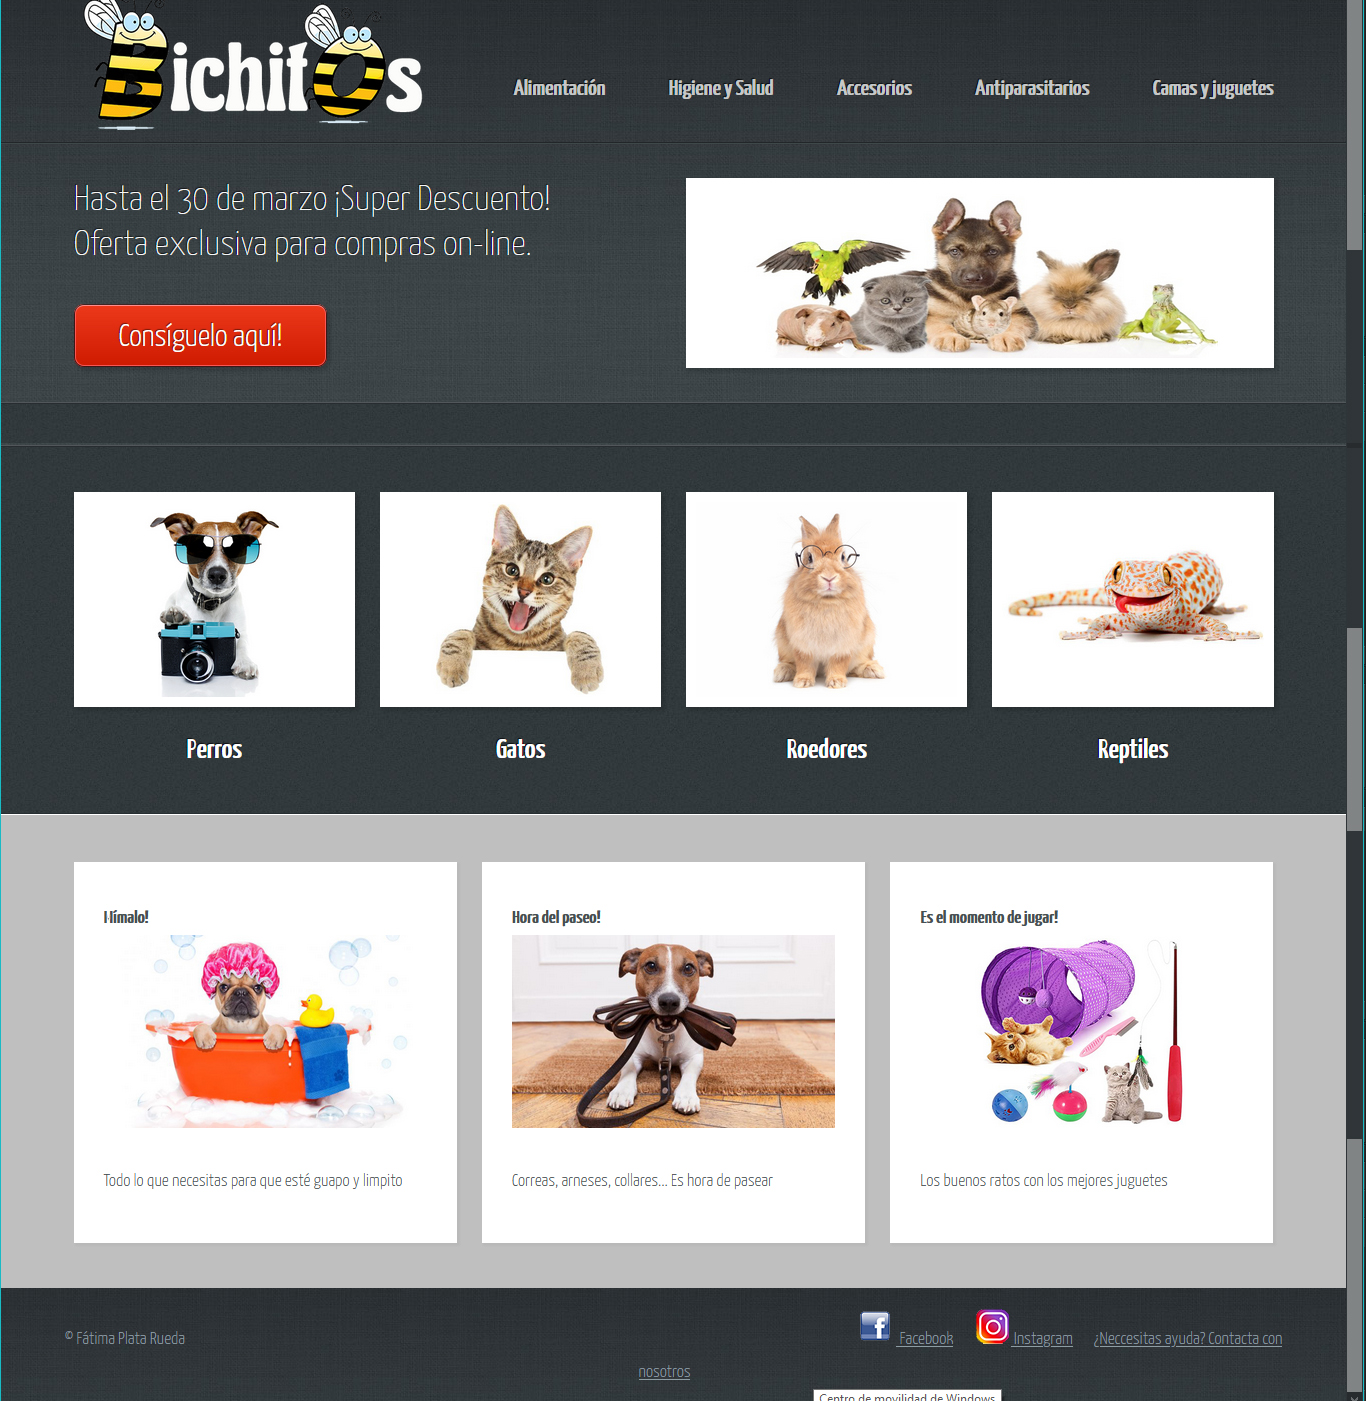 BichitOs
Alimentación Higiene y Salud Accesorios Antiparasitarios Camas y juguetes
Hasta el 30 de marzo ¡Super Descuento!
Oferta exclusiva para compras on-line.
Consíguelo aquí!
Perros Gatos Roedores Reptiles
Mímalo! Hora del paseo! Es el momento de jugar!
Todo lo que necesitas para que esté guapo y limpito
Correas, arneses, collares... Es hora de pasear
Los buenos ratos con los mejores juguetes
© Fátima Plata Rueda
Facebook Instagram ¿Neccesitas ayuda? Contacta con
nosotros
Centro de movilidad de Windows